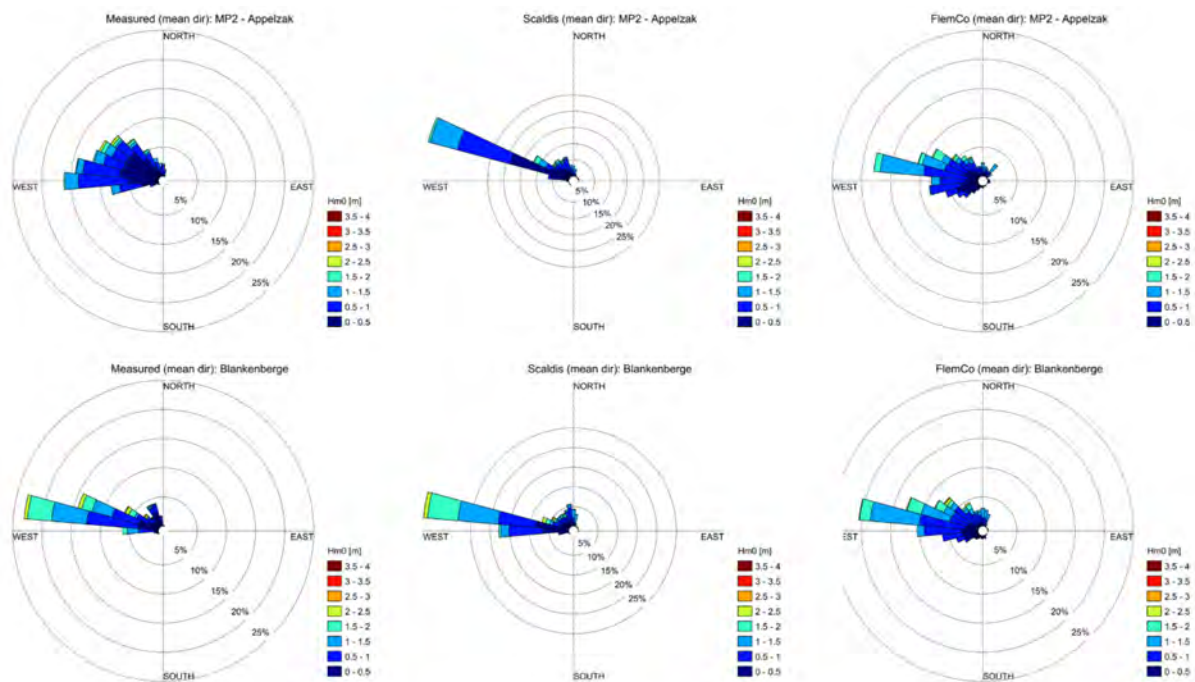 Measured (mean dir): MP2 - Appelzak
NORTH
WEST
EAST
SOUTH
5%
10%
15%
20%
25%
Hm0 [m]
3.5 - 4
3 - 3.5
2.5 - 3
2 - 2.5
1.5 - 2
1 - 1.5
0.5 - 1
0 - 0.5
Scaldis (mean dir): MP2 - Appelzak
NORTH
WEST
EAST
SOUTH
5%
10%
15%
20%
25%
Hm0 [m]
3.5 - 4
3 - 3.5
2.5 - 3
2 - 2.5
1.5 - 2
1 - 1.5
0.5 - 1
0 - 0.5
FlemCo (mean dir): MP2 - Appelzak
NORTH
WEST
EAST
SOUTH
5%
10%
15%
20%
25%
Hm0 [m]
3.5 - 4
3 - 3.5
2.5 - 3
2 - 2.5
1.5 - 2
1 - 1.5
0.5 - 1
0 - 0.5
Measured (mean dir): Blankenberge
NORTH
WEST
EAST
SOUTH
5%
10%
15%
20%
25%
Hm0 [m]
3.5 - 4
3 - 3.5
2.5 - 3
2 - 2.5
1.5 - 2
1 - 1.5
0.5 - 1
0 - 0.5
Scaldis (mean dir): Blankenberge
NORTH
WEST
EAST
SOUTH
5%
10%
15%
20%
25%
Hm0 [m]
3.5 - 4
3 - 3.5
2.5 - 3
2 - 2.5
1.5 - 2
1 - 1.5
0.5 - 1
0 - 0.5
FlemCo (mean dir): Blankenberge
NORTH
WEST
EAST
SOUTH
5%
10%
15%
20%
25%
Hm0 [m]
3.5 - 4
3 - 3.5
2.5 - 3
2 - 2.5
1.5 - 2
1 - 1.5
0.5 - 1
0 - 0.5